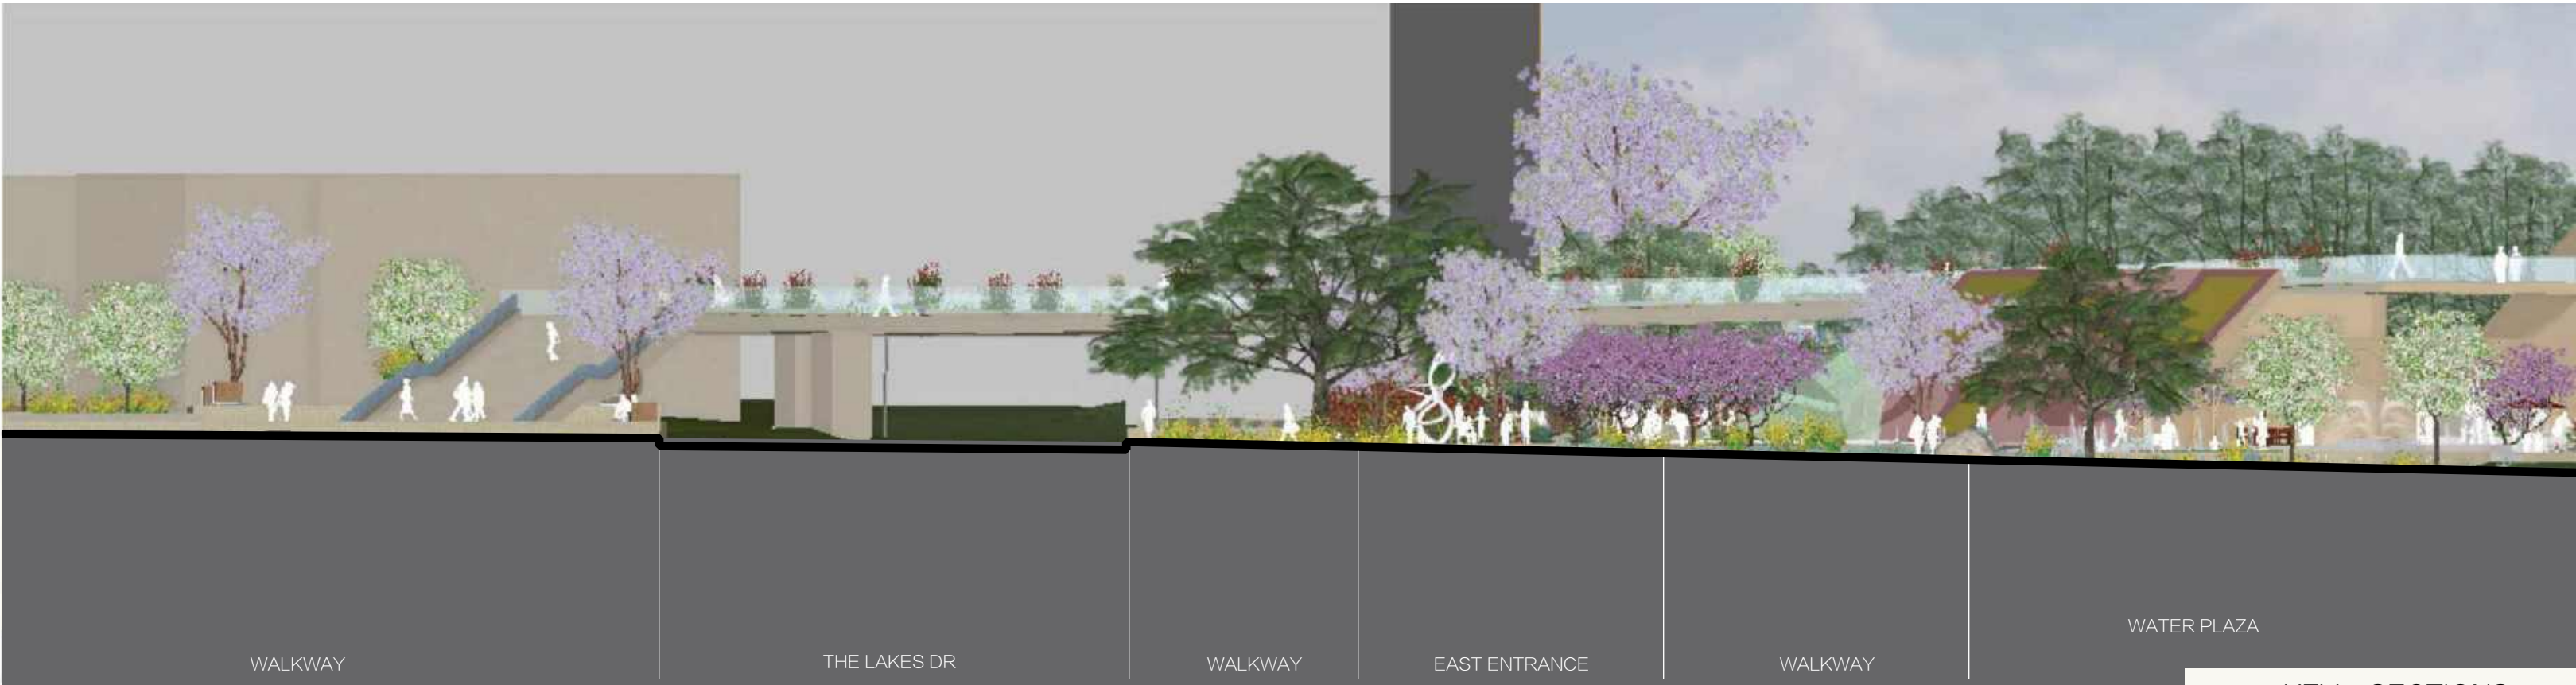 WALKWAY
THE LAKES DR
WALKWAY
EAST ENTRANCE
WALKWAY
WATER PLAZA